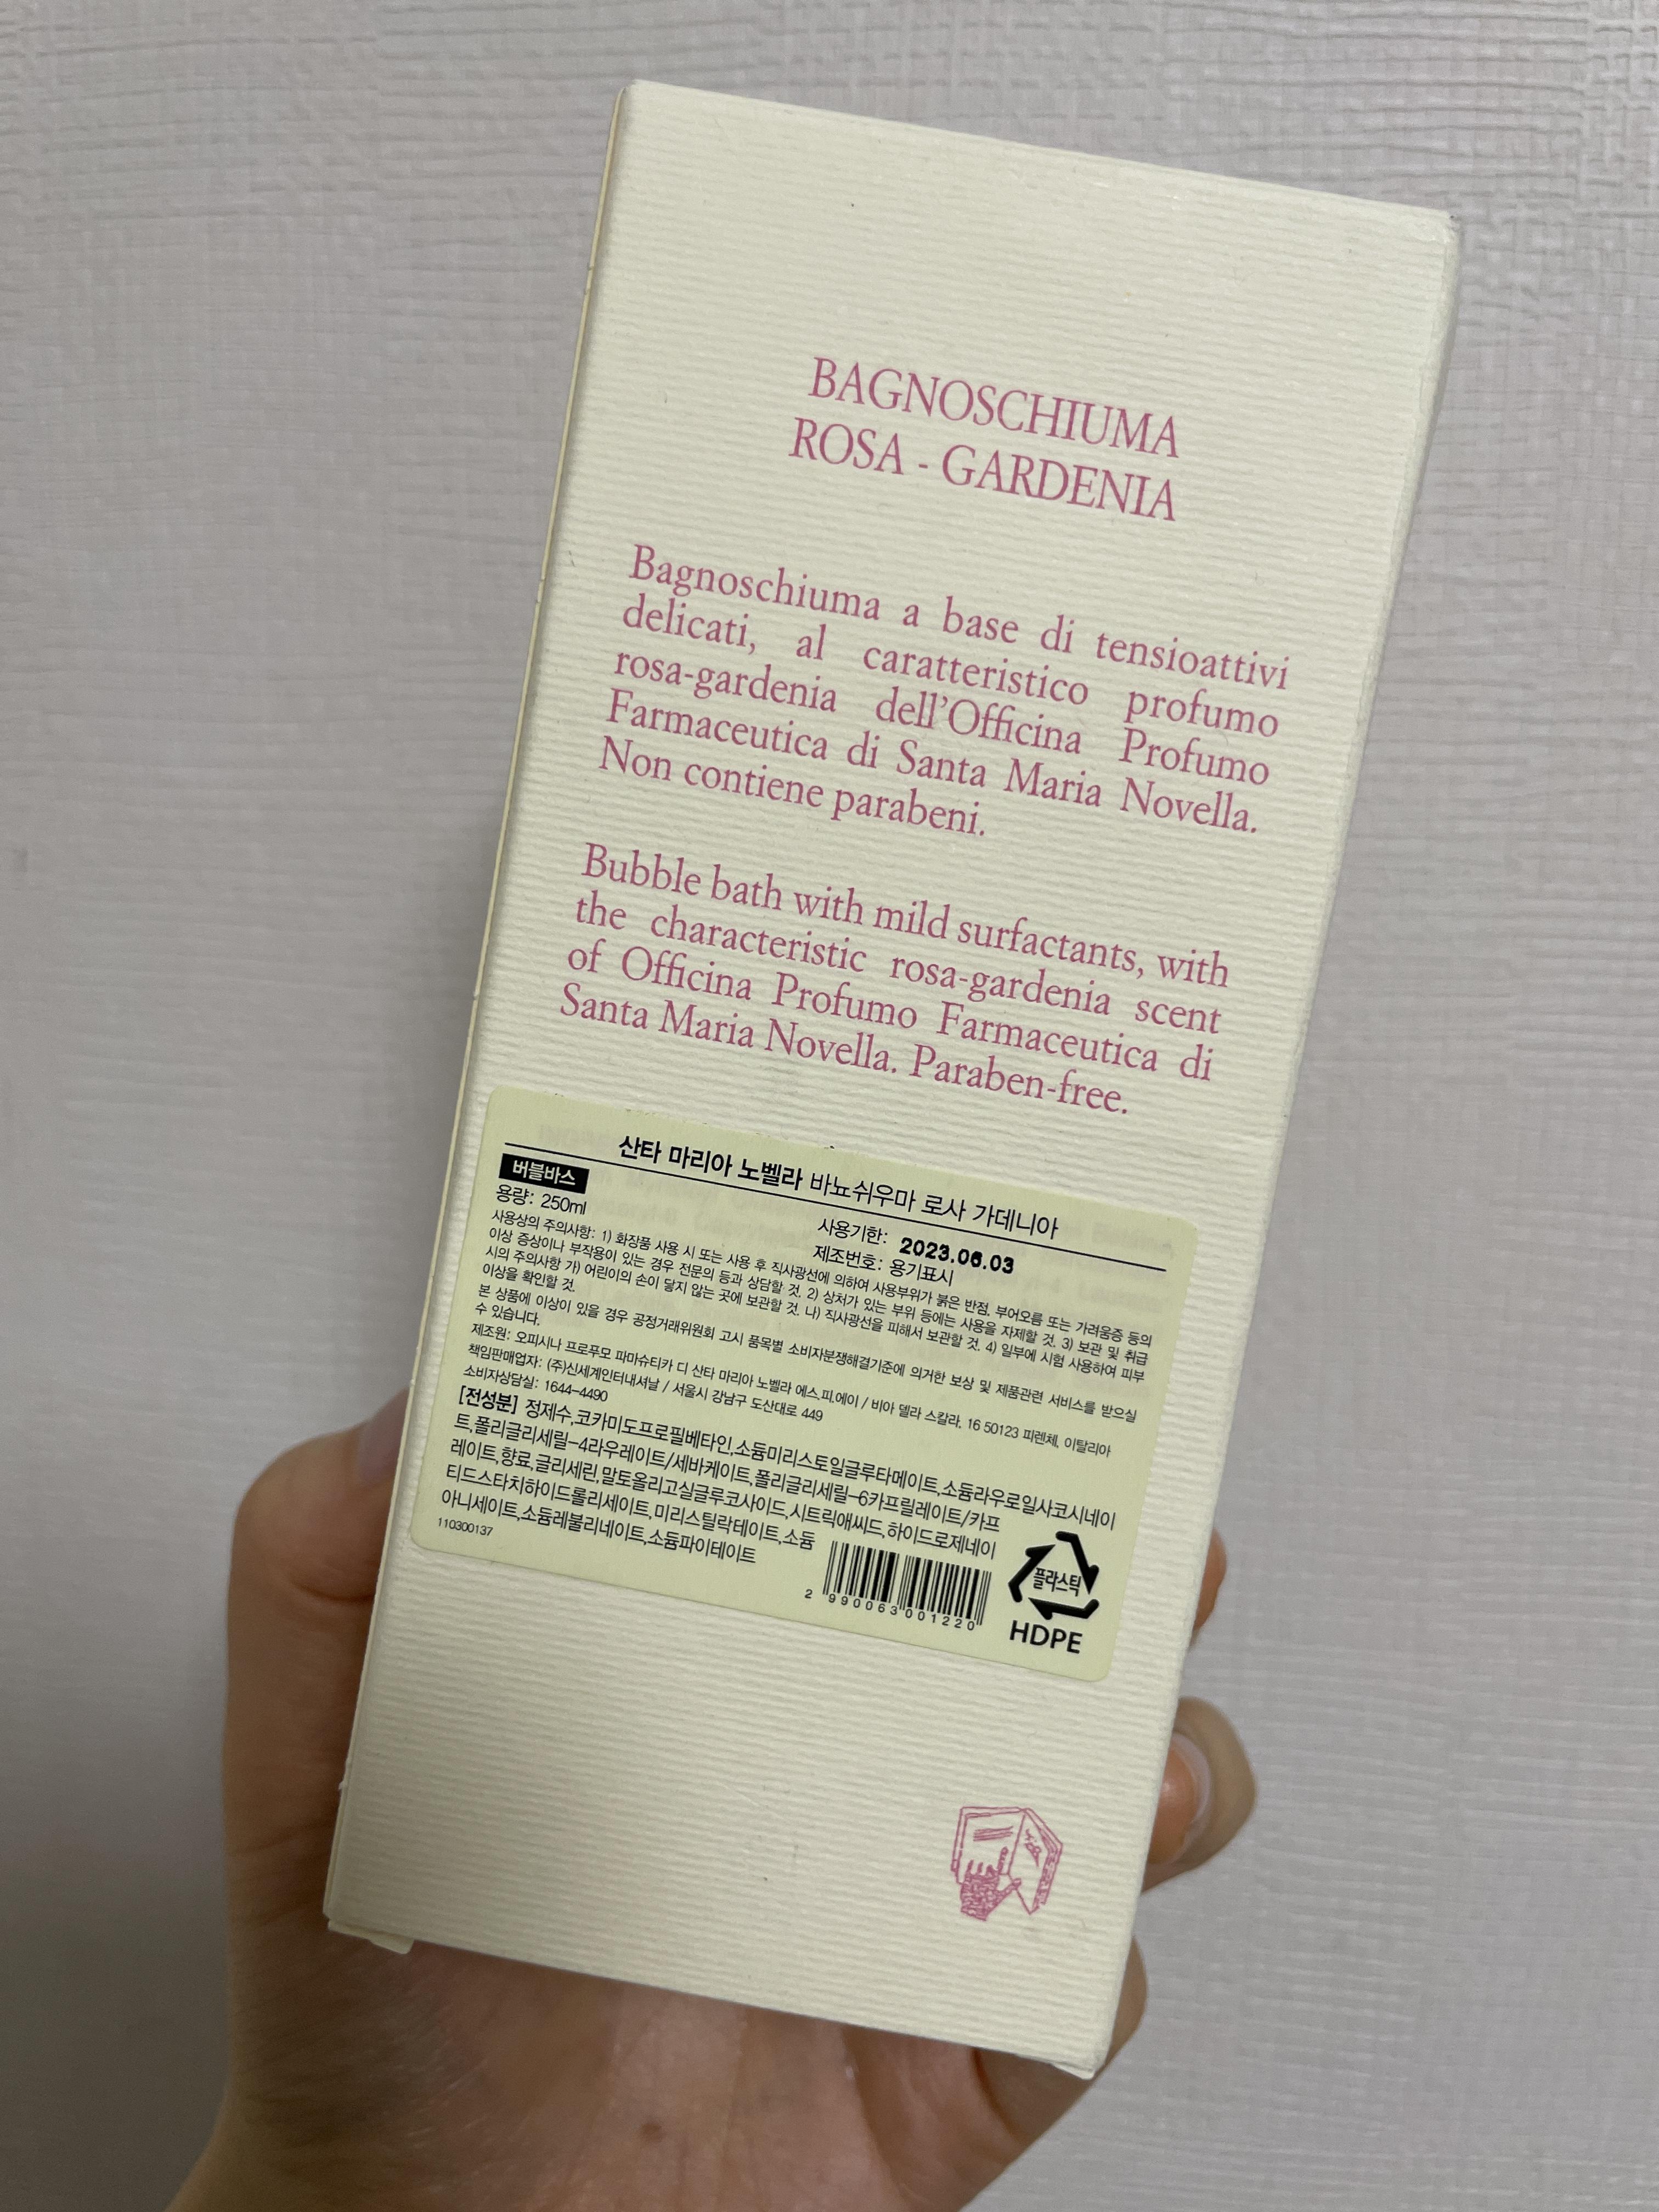 BAGNOSCHIUMA
ROSA - GARDENIA
Bagnoschiuma a base di tensioattivi
delicati, al caratteristico profumo
rosa-gardenia dell'Officina Profumo
Farmaceutica di Santa Maria Novella.
Non contiene parabeni.
Bubble bath with mild surfactants, with
the characteristic rosa-gardenia scent
of Officina Profumo Farmaceutica di
Santa Maria Novella. Paraben-free.
산타 마리아 노벨라 바뇨쉬우마 로사 가데니아
버블바스
용량: 250ml
사용기한: 2023.06.03
제조번호: 용기표시
사용상의 주의사항: 1) 화장품 사용 시 또는 사용 후 직사광선에 의하여 사용부위가 붉은 반점, 부어오름 또는 가려움증 등의
이상 증상이나 부작용이 있는 경우 전문의 등과 상담할 것. 2) 상처가 있는 부위 등에는 사용을 자제할 것. 3) 보관 및 취급
시의 주의사항 가) 어린이의 손이 닿지 않는 곳에 보관할 것. 나) 직사광선을 피해서 보관할 것. 4) 일부에 시험 사용하여 피부
이상을 확인할 것.
본 상품에 이상이 있을 경우 공정거래위원회 고시 품목별 소비자분쟁해결기준에 의거한 보상 및 제품관련 서비스를 받으실
수 있습니다.
제조원: 오피시나 프로푸모 파마슈티카 디 산타 마리아 노벨라 에스.피.에이 / 비아 델라 스칼라, 16 50123 피렌체, 이탈리아
책임판매업자: (주)신세계인터내셔날 / 서울시 강남구 도산대로 449
소비자상담실: 1644-4490
[전성분] 정제수,코카미도프로필베타인,소듐미리스토일글루타메이트,소듐라우로일사코시네이
트,폴리글리세릴-4라우레이트/세바케이트,폴리글리세릴-6카프릴레이트/카프
레이트,향료,글리세린,말토올리고실글루코사이드,시트릭애씨드,하이드로제네이
티드스타치하이드롤리세이트,미리스틸락테이트,소듐
아니세이트,소듐레불리네이트,소듐파이테이트
110300137
2 990063 001220
플라스틱
HDPE